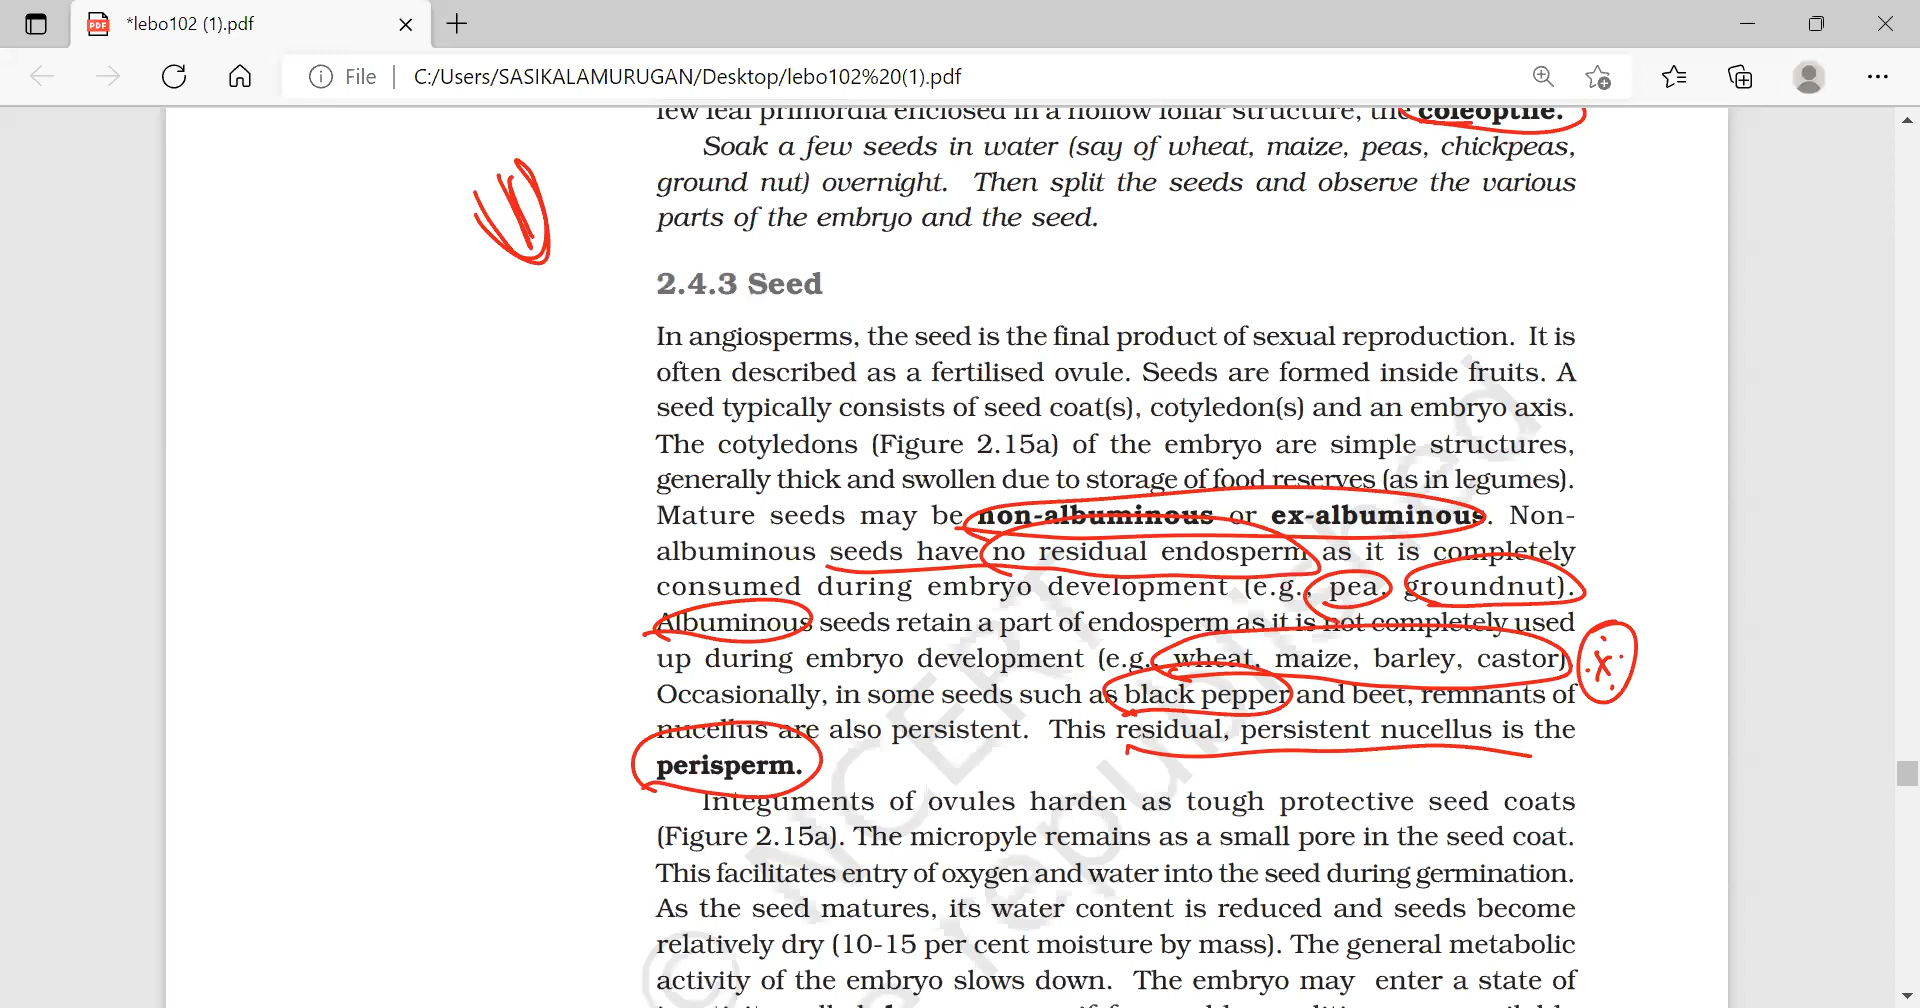 *lebo102 (1).pdf
File | C:/Users/SASIKALAMURUGAN/Desktop/lebo102%20(1).pdf
few leaf primordia enclosed in a hollow foliar structure, the coleoptile.
Soak a few seeds in water (say of wheat, maize, peas, chickpeas,
ground nut) overnight. Then split the seeds and observe the various
parts of the embryo and the seed.
2.4.3 Seed
In angiosperms, the seed is the final product of sexual reproduction. It is
often described as a fertilised ovule. Seeds are formed inside fruits. A
seed typically consists of seed coat(s), cotyledon(s) and an embryo axis.
The cotyledons (Figure 2.15a) of the embryo are simple structures,
generally thick and swollen due to storage of food reserves (as in legumes).
Mature seeds may be non-albuminous or ex-albuminous. Non-
albuminous seeds have no residual endosperm as it is completely
consumed during embryo development (e.g., pea, groundnut).
Albuminous seeds retain a part of endosperm as it is not completely used
up during embryo development (e.g., wheat, maize, barley, castor).
Occasionally, in some seeds such as black pepper and beet, remnants of
nucellus are also persistent. This residual, persistent nucellus is the
perisperm.
Integuments of ovules harden as tough protective seed coats
(Figure 2.15a). The micropyle remains as a small pore in the seed coat.
This facilitates entry of oxygen and water into the seed during germination.
As the seed matures, its water content is reduced and seeds become
relatively dry (10-15 per cent moisture by mass). The general metabolic
activity of the embryo slows down. The embryo may enter a state of
© NCERT
republished